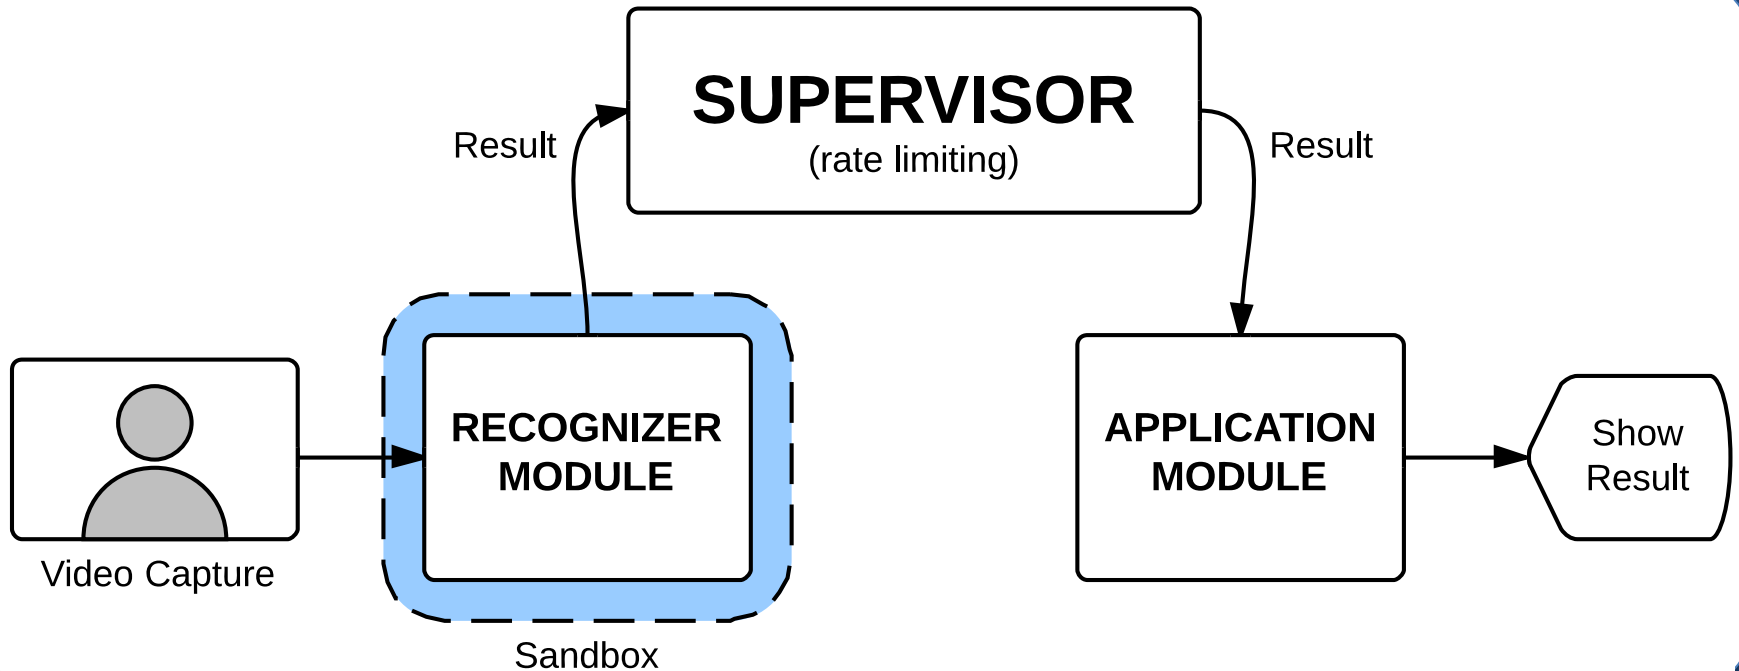 SUPERVISOR
(rate limiting)
Result
Result
RECOGNIZER
MODULE
APPLICATION
MODULE
Show
Result
Video Capture
Sandbox